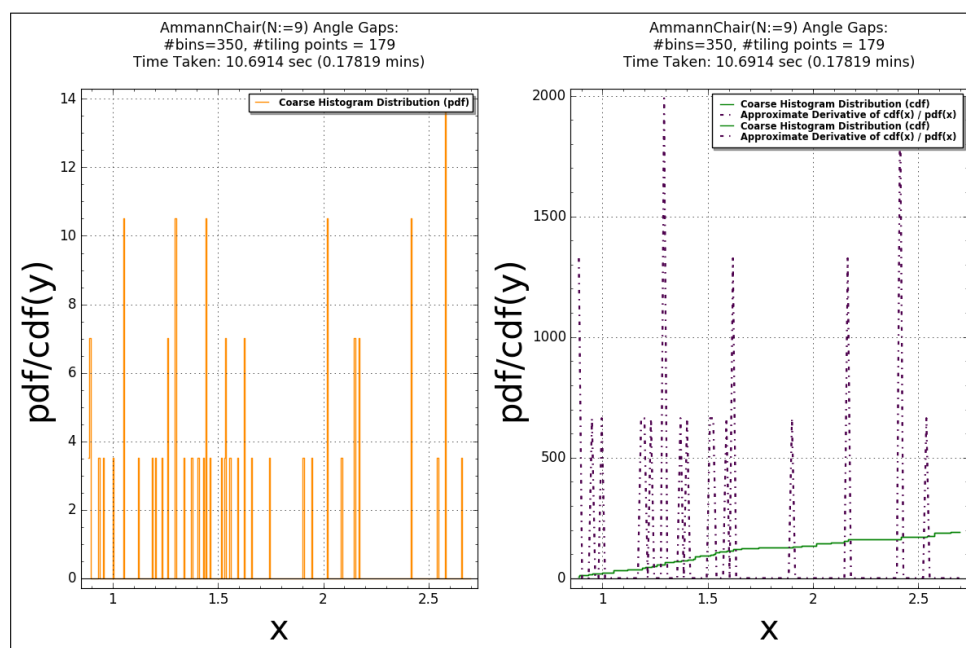 AmmannChair(N:=9) Angle Gaps:
#bins=350, #tiling points = 179
Time Taken: 10.6914 sec (0.17819 mins)
Coarse Histogram Distribution (pdf)
14
12
10
8
6
4
2
0
pdf/cdf(y)
1
1.5
2
2.5
X
AmmannChair(N:=9) Angle Gaps:
#bins=350, #tiling points = 179
Time Taken: 10.6914 sec (0.17819 mins)
Coarse Histogram Distribution (cdf)
Approximate Derivative of cdf(x) / pdf(x)
Coarse Histogram Distribution (cdf)
Approximate Derivative of cdf(x) / pdf(x)
2000
1500
1000
500
0
pdf/cdf(y)
1
1.5
2
2.5
X